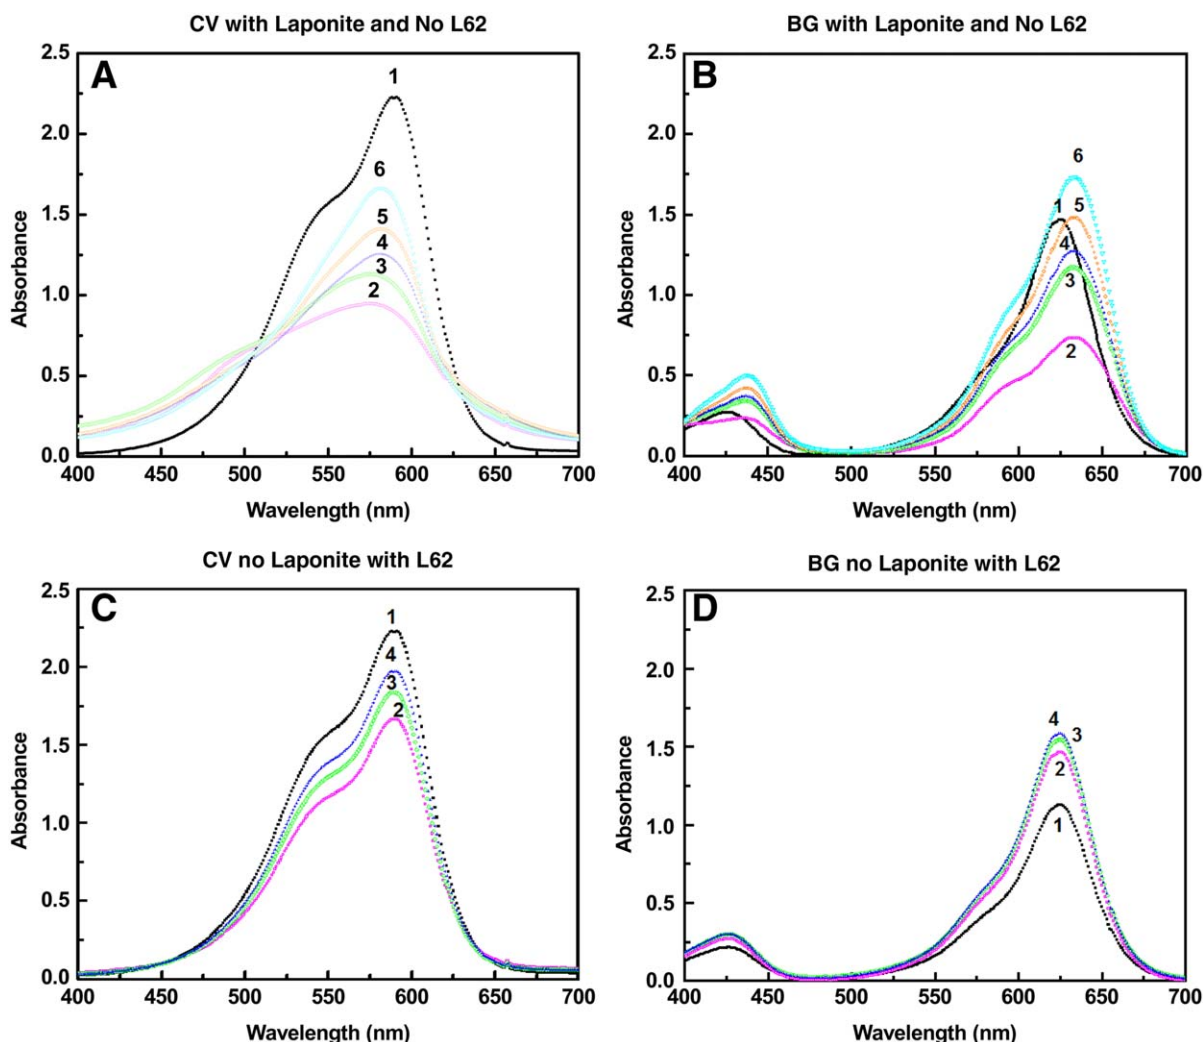 CV with Laponite and No L62
A
1
6
5
4
3
2
2.5
2.0
1.5
1.0
0.5
0.0
Absorbance
400 450 500 550 600 650 700
Wavelength (nm)
BG with Laponite and No L62
B
6
1 5
4
3
2
2.5
2.0
1.5
1.0
0.5
0.0
Absorbance
400 450 500 550 600 650 700
Wavelength (nm)
CV no Laponite with L62
C
1
4
3
2
2.5
2.0
1.5
1.0
0.5
0.0
Absorbance
400 450 500 550 600 650 700
Wavelength (nm)
BG no Laponite with L62
D
4
3
2
1
2.5
2.0
1.5
1.0
0.5
0.0
Absorbance
400 450 500 550 600 650 700
Wavelength (nm)